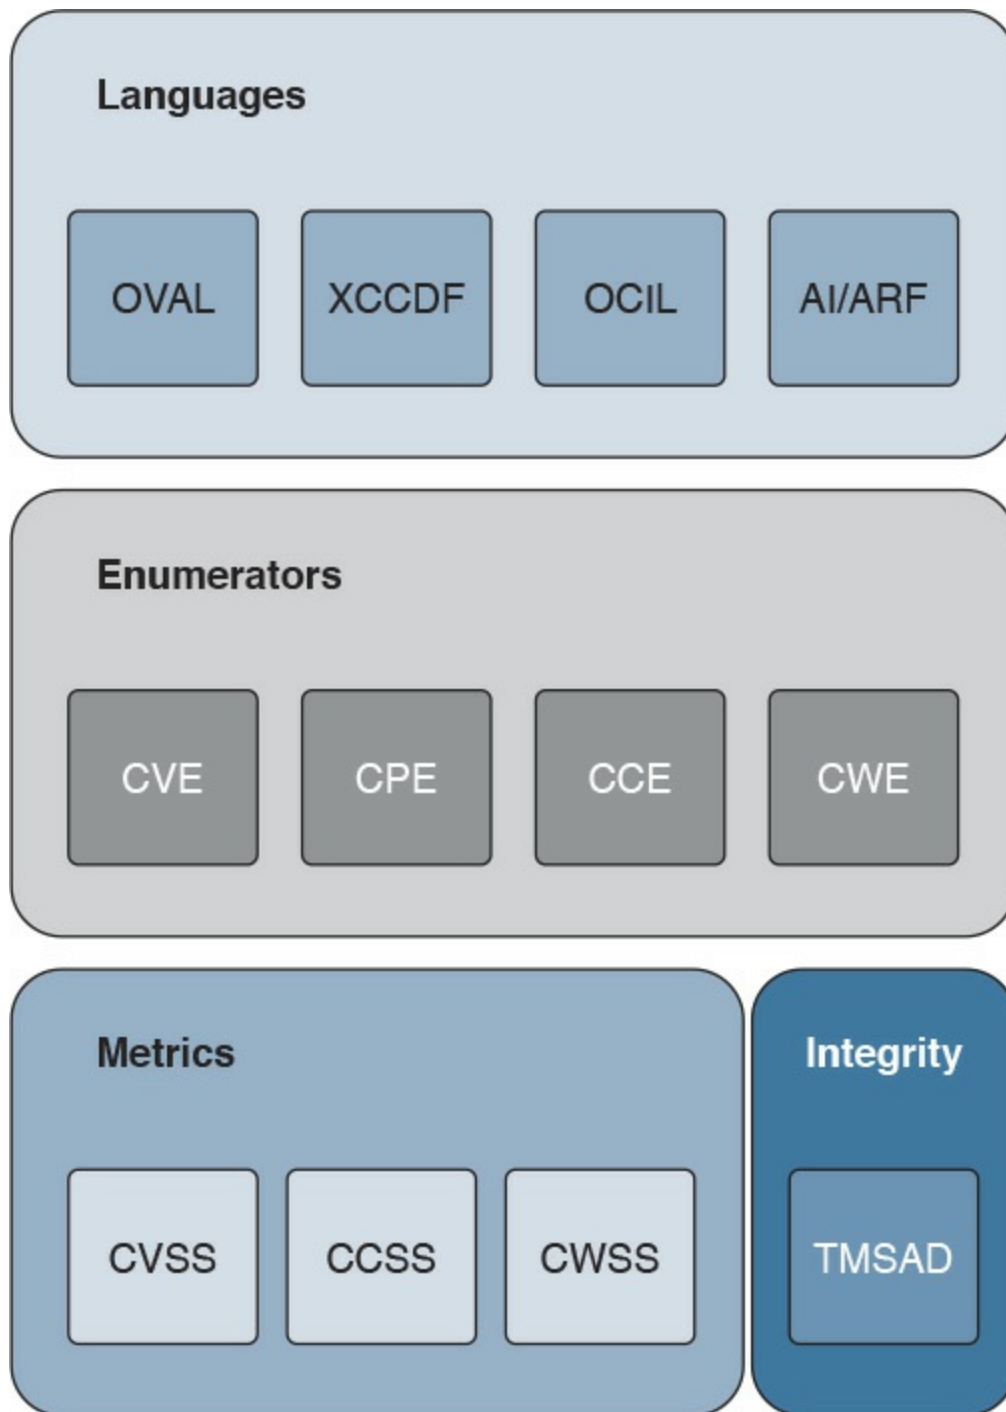 Languages
OVAL XCCDF OCIL AI/ARF
Enumerators
CVE CPE CCE CWE
Metrics Integrity
CVSS CCSS CWSS TMSAD